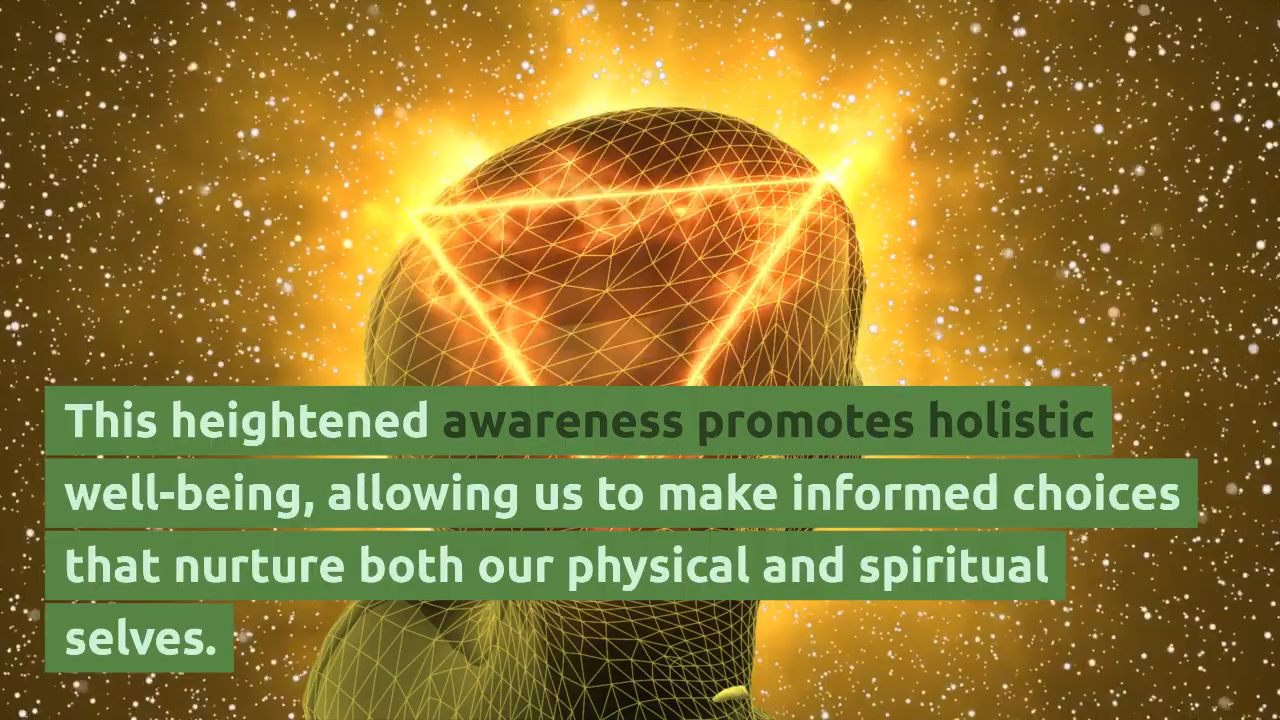 This heightened awareness promotes holistic
well-being, allowing us to make informed choices
that nurture both our physical and spiritual
selves.